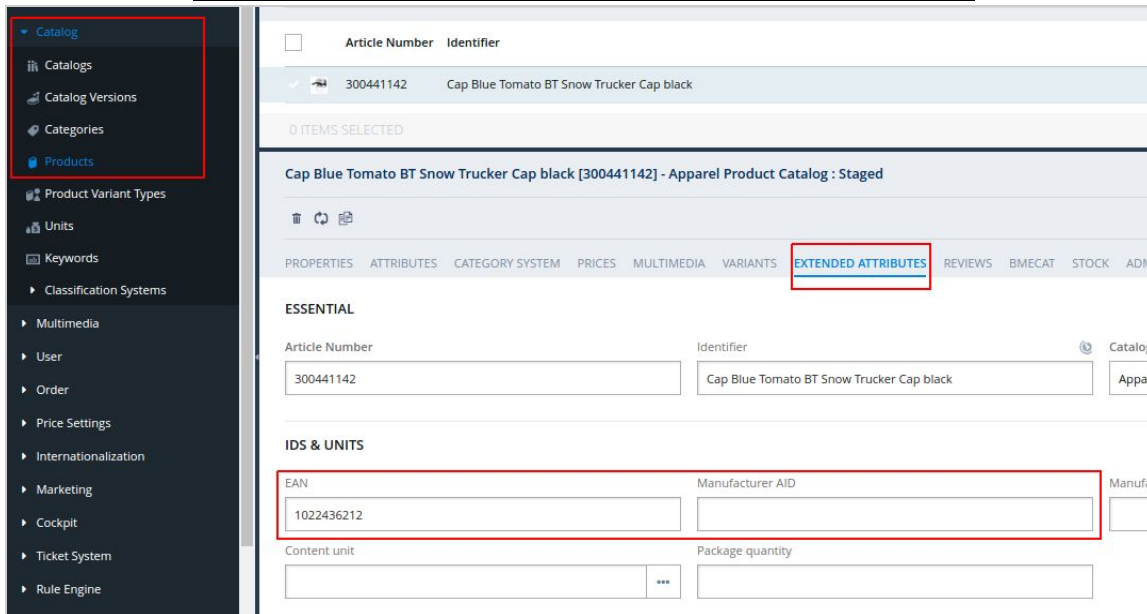 Catalog
Catalogs
Catalog Versions
Categories
Products
Product Variant Types
Units
Keywords
Classification Systems
Multimedia
User
Order
Price Settings
Internationalization
Marketing
Cockpit
Ticket System
Rule Engine
Article Number Identifier
300441142 Cap Blue Tomato BT Snow Trucker Cap black
0 ITEMS SELECTED
Cap Blue Tomato BT Snow Trucker Cap black [300441142] - Apparel Product Catalog : Staged
PROPERTIES ATTRIBUTES CATEGORY SYSTEM PRICES MULTIMEDIA VARIANTS EXTENDED ATTRIBUTES REVIEWS BMECAT STOCK ADM
ESSENTIAL
Article Number Identifier Catalog
300441142 Cap Blue Tomato BT Snow Trucker Cap black Appa
IDS & UNITS
EAN Manufacturer AID Manufa
1022436212
Content unit Package quantity